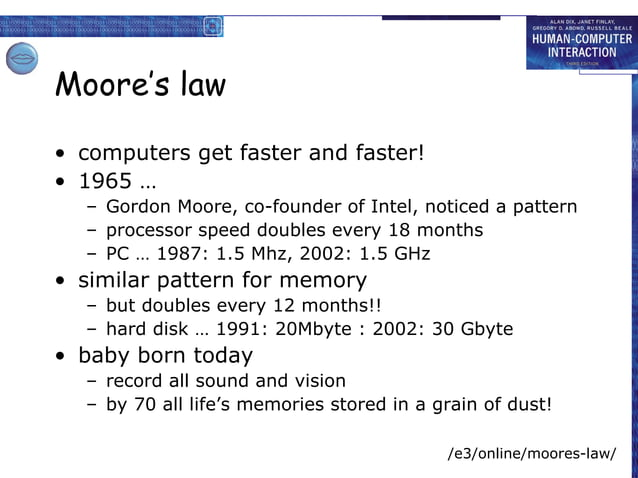 ALAN DIX, JANET FINLAY,
GREGORY D. ABOWD, RUSSELL BEALE
HUMAN-COMPUTER
INTERACTION
THIRD EDITION
Moore's law
• computers get faster and faster!
• 1965 …
– Gordon Moore, co-founder of Intel, noticed a pattern
– processor speed doubles every 18 months
– PC … 1987: 1.5 Mhz, 2002: 1.5 GHz
• similar pattern for memory
– but doubles every 12 months!!
– hard disk … 1991: 20Mbyte : 2002: 30 Gbyte
• baby born today
– record all sound and vision
– by 70 all life's memories stored in a grain of dust!
/e3/online/moores-law/